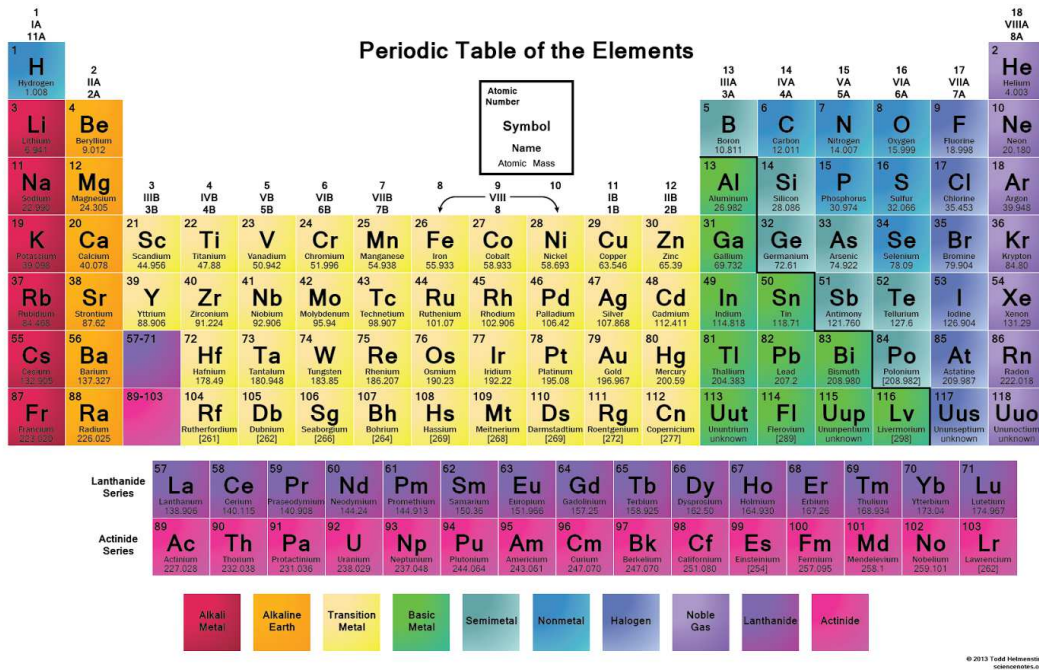 1
IA
11A
18
VIIIA
8A
Periodic Table of the Elements
1
H
Hydrogen
1.008
2
IIA
2A
13 14 15 16 17
IIIA IVA VA VIA VIIA
3A 4A 5A 6A 7A
2
He
Helium
4.003
Atomic
Number
Symbol
Name
Atomic Mass
3 4 5 6 7 8 9 10
Li Be B C N O F Ne
Lithium Beryllium Boron Carbon Nitrogen Oxygen Fluorine Neon
6.941 9.012 10.811 12.011 14.007 15.999 18.998 20.180
11 12 13 14 15 16 17 18
Na Mg Al Si P S Cl Ar
Sodium Magnesium Aluminum Silicon Phosphorus Sulfur Chlorine Argon
22.990 24.305 26.982 28.086 30.974 32.066 35.453 39.948
3 4 5 6 7 8 9 10 11 12
IIIB IVB VB VIB VIIB VIII IB IIB
3B 4B 5B 6B 7B 8 1B 2B
19 20 21 22 23 24 25 26 27 28 29 30 31 32 33 34 35 36
K Ca Sc Ti V Cr Mn Fe Co Ni Cu Zn Ga Ge As Se Br Kr
Potassium Calcium Scandium Titanium Vanadium Chromium Manganese Iron Cobalt Nickel Copper Zinc Gallium Germanium Arsenic Selenium Bromine Krypton
39.098 40.078 44.956 47.88 50.942 51.996 54.938 55.933 58.933 58.693 63.546 65.39 69.732 72.61 74.922 78.09 79.904 84.80
37 38 39 40 41 42 43 44 45 46 47 48 49 50 51 52 53 54
Rb Sr Y Zr Nb Mo Tc Ru Rh Pd Ag Cd In Sn Sb Te I Xe
Rubidium Strontium Yttrium Zirconium Niobium Molybdenum Technetium Ruthenium Rhodium Palladium Silver Cadmium Indium Tin Antimony Tellurium Iodine Xenon
84.468 87.62 88.906 91.224 92.906 95.94 98.907 101.07 102.906 106.42 107.868 112.411 114.818 118.71 121.760 127.6 126.904 131.29
55 56 57-71 72 73 74 75 76 77 78 79 80 81 82 83 84 85 86
Cs Ba Hf Ta W Re Os Ir Pt Au Hg Tl Pb Bi Po At Rn
Cesium Barium Hafnium Tantalum Tungsten Rhenium Osmium Iridium Platinum Gold Mercury Thallium Lead Bismuth Polonium Astatine Radon
132.905 137.327 178.49 180.948 183.85 186.207 190.23 192.22 195.08 196.967 200.59 204.383 207.2 208.980 [208.982] 209.987 222.018
87 88 89-103 104 105 106 107 108 109 110 111 112 113 114 115 116 117 118
Fr Ra Rf Db Sg Bh Hs Mt Ds Rg Cn Uut Fl Uup Lv Uus Uuo
Francium Radium Rutherfordium Dubnium Seaborgium Bohrium Hassium Meitnerium Darmstadtium Roentgenium Copernicium Ununtrium Flerovium Ununpentium Livermorium Ununseptium Ununoctium
223.020 226.025 [261] [262] [266] [264] [269] [268] [269] [272] [277] unknown [289] unknown [298] unknown unknown
Lanthanide
Series
57 58 59 60 61 62 63 64 65 66 67 68 69 70 71
La Ce Pr Nd Pm Sm Eu Gd Tb Dy Ho Er Tm Yb Lu
Lanthanum Cerium Praseodymium Neodymium Promethium Samarium Europium Gadolinium Terbium Dysprosium Holmium Erbium Thulium Ytterbium Lutetium
138.906 140.115 140.908 144.24 144.913 150.36 151.966 157.25 158.925 162.50 164.930 167.26 168.934 173.04 174.967
Actinide
Series
89 90 91 92 93 94 95 96 97 98 99 100 101 102 103
Ac Th Pa U Np Pu Am Cm Bk Cf Es Fm Md No Lr
Actinium Thorium Protactinium Uranium Neptunium Plutonium Americium Curium Berkelium Californium Einsteinium Fermium Mendelevium Nobelium Lawrencium
227.028 232.038 231.036 238.029 237.048 244.064 243.061 247.070 247.070 251.080 [254] 257.095 258.1 259.101 [262]
Alkali
Metal
Alkaline
Earth
Transition
Metal
Basic
Metal
Semimetal
Nonmetal
Halogen
Noble
Gas
Lanthanide
Actinide
© 2013 Todd Helmenstin
sciencenotes.o